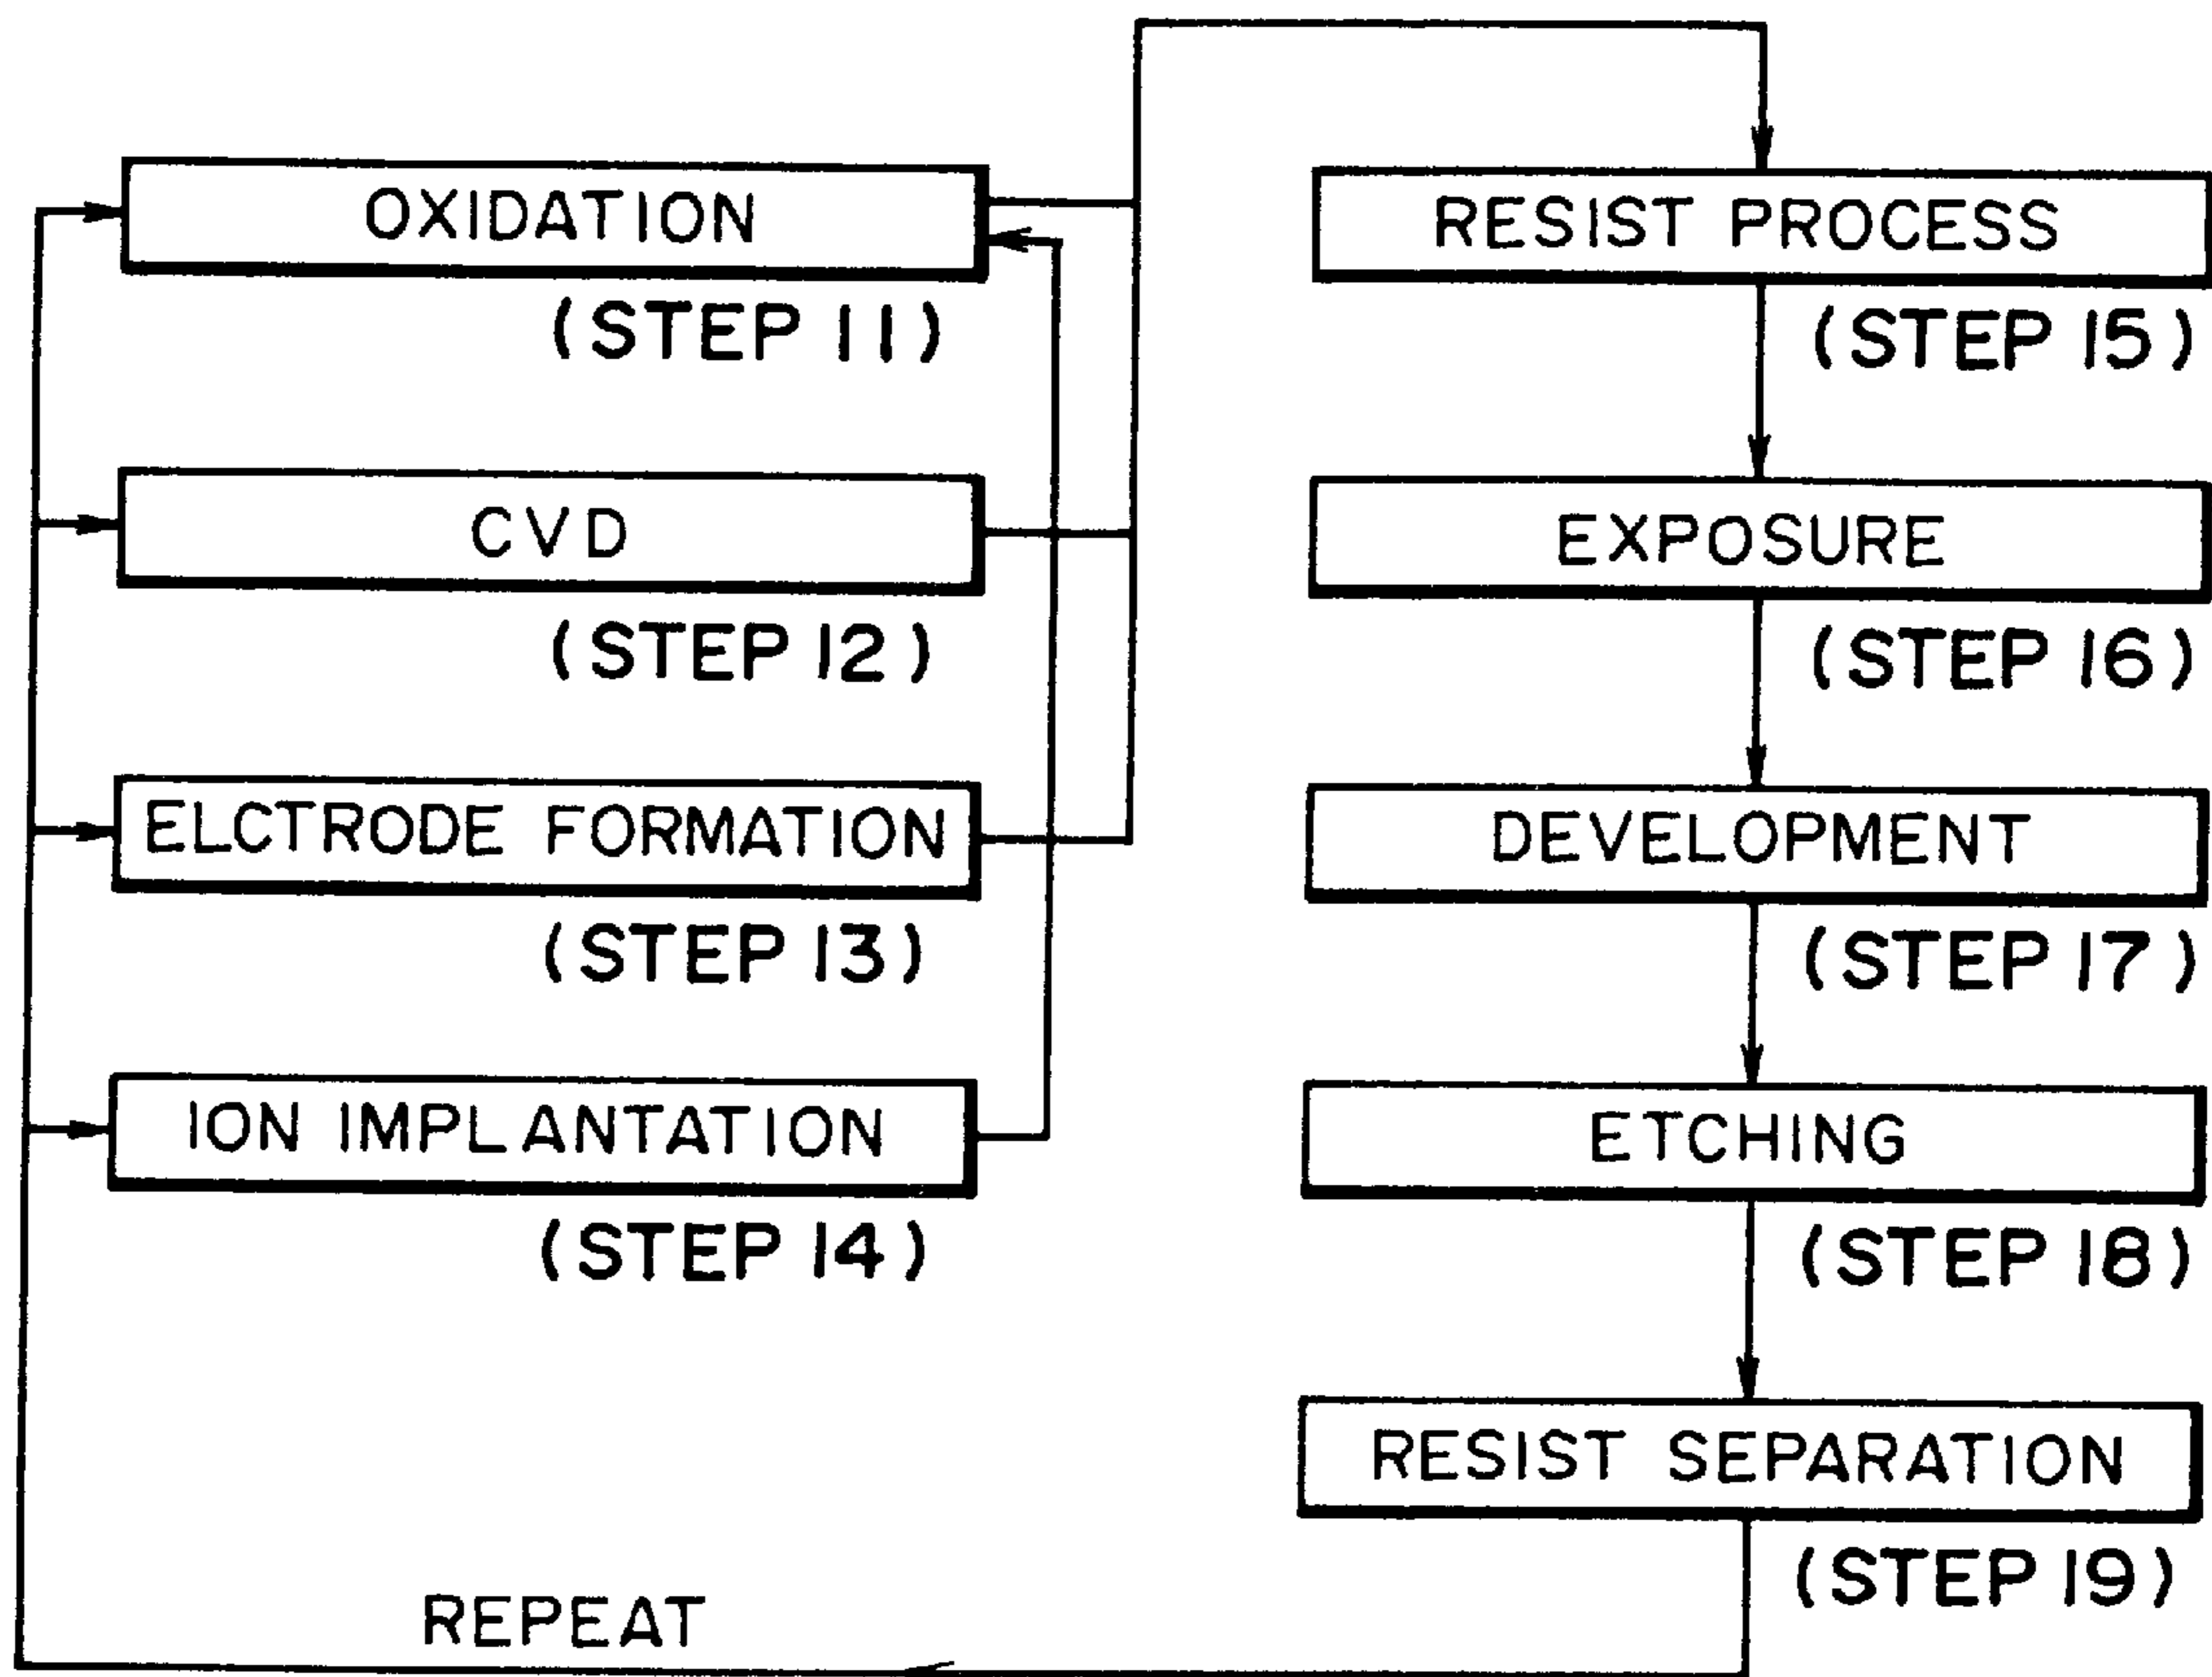 OXIDATION
(STEP 11)
CVD
(STEP 12)
ELCTRODE FORMATION
(STEP 13)
ION IMPLANTATION
(STEP 14)
REPEAT
RESIST PROCESS
(STEP 15)
EXPOSURE
(STEP 16)
DEVELOPMENT
(STEP 17)
ETCHING
(STEP 18)
RESIST SEPARATION
(STEP 19)